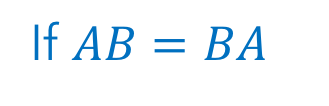 If AB = BA